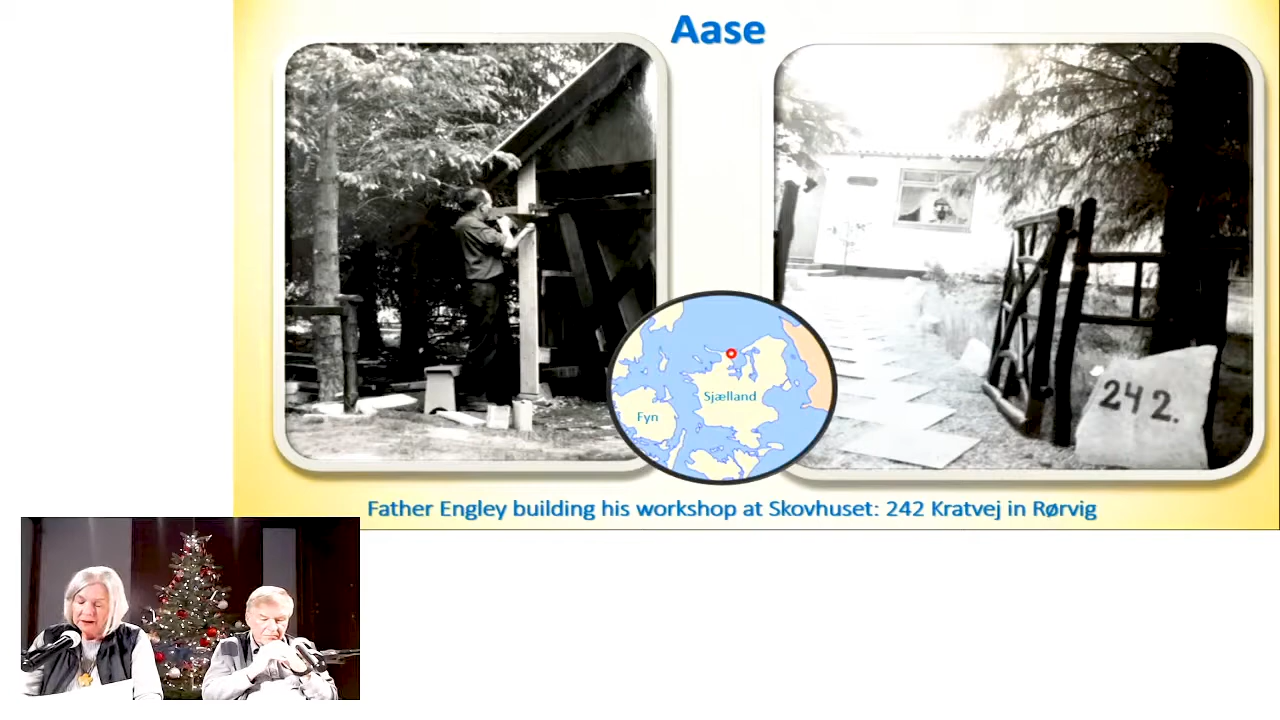 Aase
242.
Sjælland
Fyn
Father Engley building his workshop at Skovhuset: 242 Kratvej in Rørvig